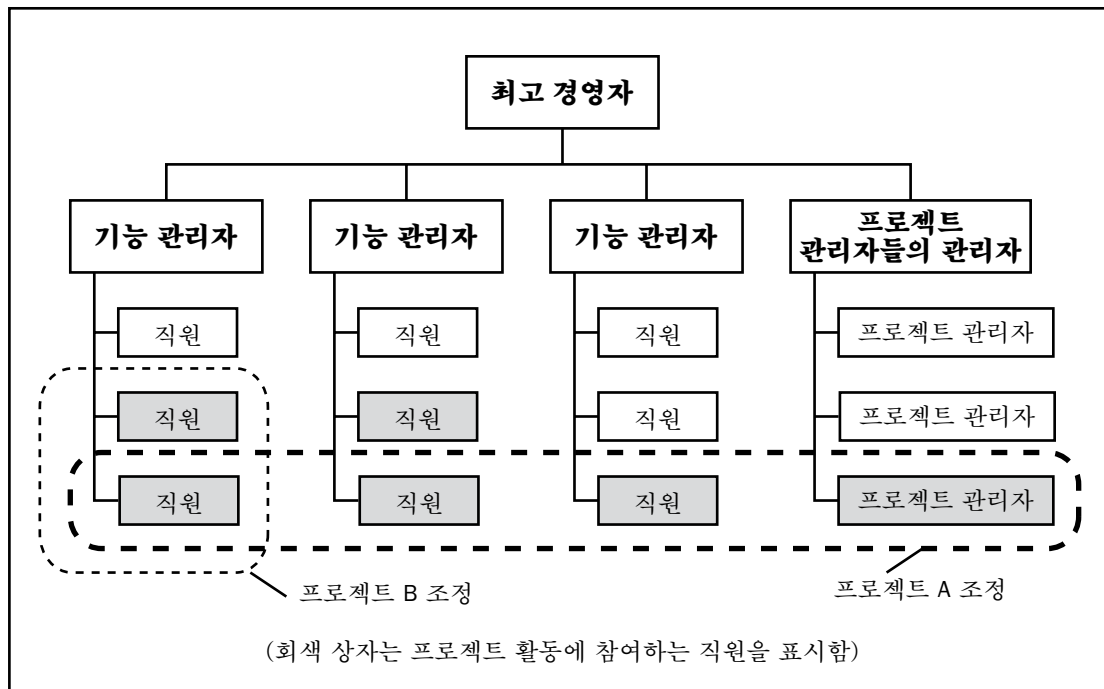 최고 경영자
기능 관리자
기능 관리자
기능 관리자
프로젝트
관리자들의 관리자
직원
직원
직원
프로젝트 관리자
직원
직원
직원
프로젝트 관리자
직원
직원
직원
프로젝트 관리자
프로젝트 B 조정
프로젝트 A 조정
(회색 상자는 프로젝트 활동에 참여하는 직원을 표시함)